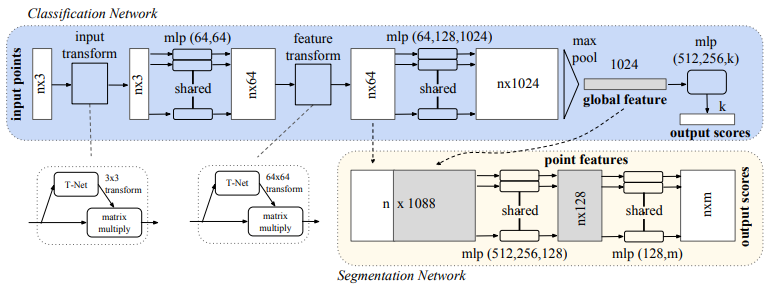 Classification Network
input points
nx3
input
transform
nx3
mlp (64,64)
shared
nx64
feature
transform
nx64
mlp (64,128,1024)
shared
nx1024
max
pool
1024
global feature
mlp
(512,256,k)
k
output scores
T-Net
3x3
transform
matrix
multiply
T-Net
64x64
transform
matrix
multiply
point features
n x 1088
shared
mlp (512,256,128)
nx128
shared
mlp (128,m)
nxm
output scores
Segmentation Network